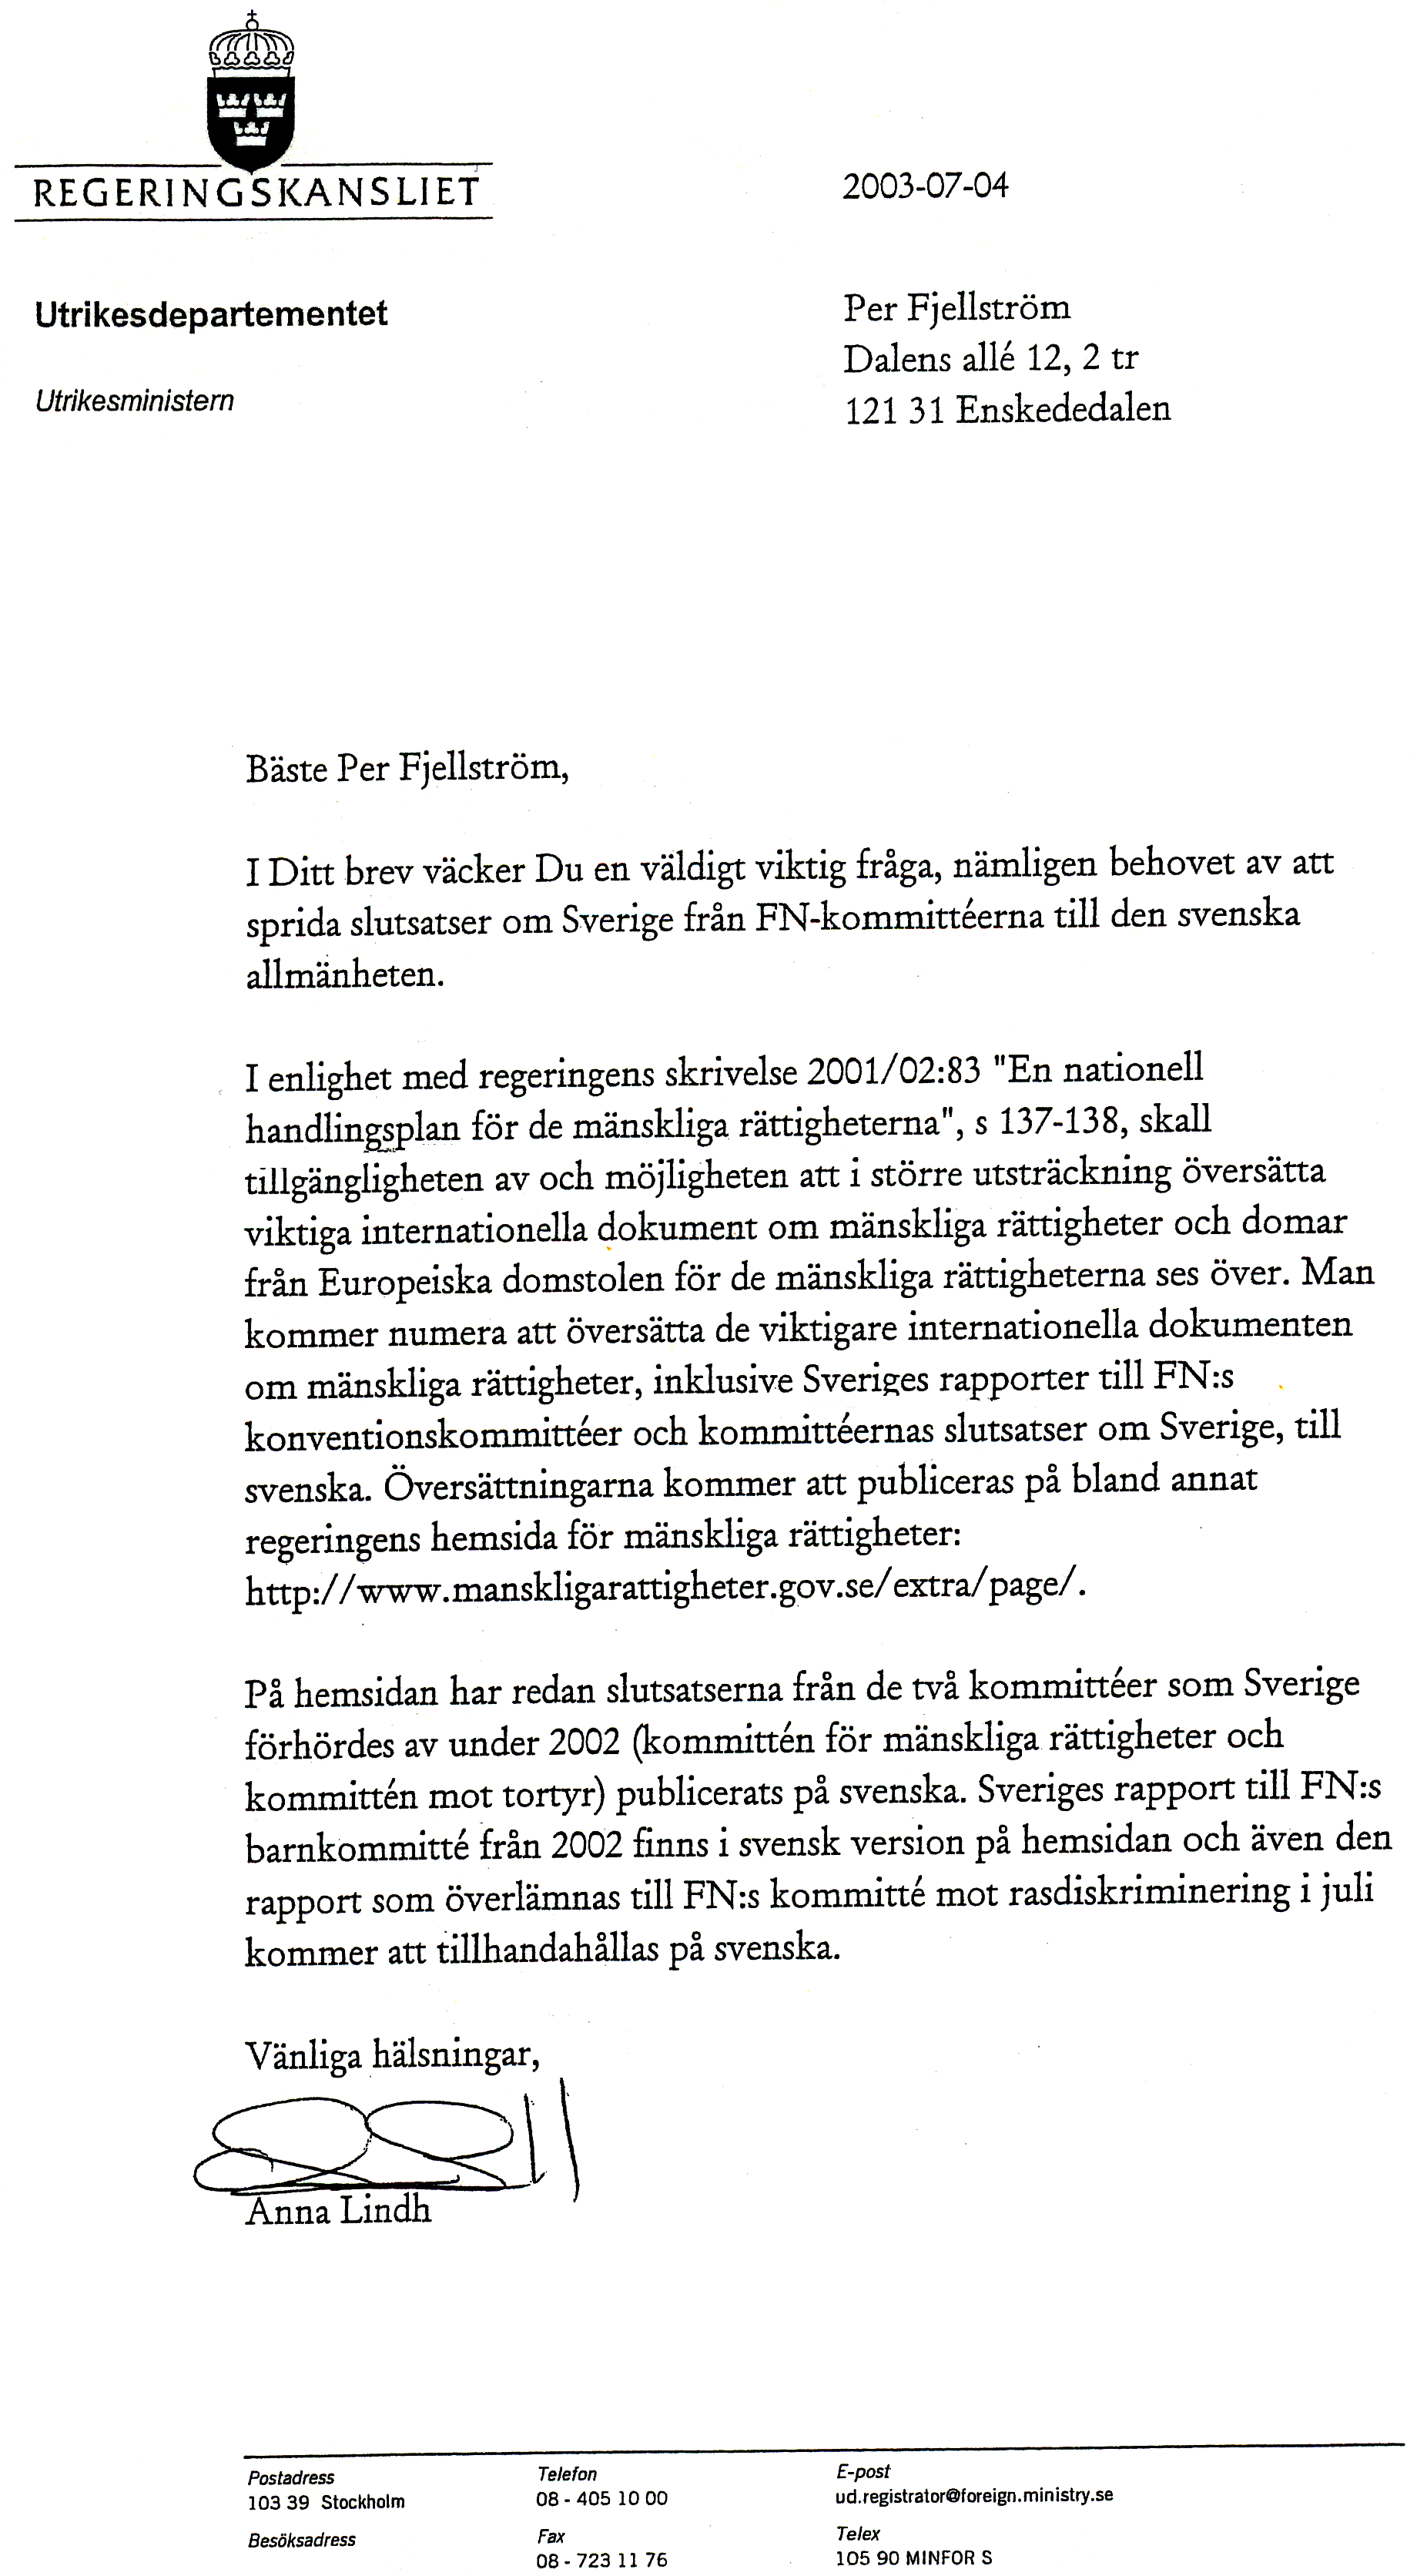 REGERINGSKANSLIET
2003-07-04
Utrikesdepartementet
Utrikesministern
Per Fjellström
Dalens allé 12, 2 tr
121 31 Enskededalen
Bäste Per Fjellström,
I Ditt brev väcker Du en väldigt viktig fråga, nämligen behovet av att
sprida slutsatser om Sverige från FN-kommittéerna till den svenska
allmänheten.
I enlighet med regeringens skrivelse 2001/02:83 "En nationell
handlingsplan för de mänskliga rättigheterna", s 137-138, skall
tillgängligheten av och möjligheten att i större utsträckning översätta
viktiga internationella dokument om mänskliga rättigheter och domar
från Europeiska domstolen för de mänskliga rättigheterna ses över. Man
kommer numera att översätta de viktigare internationella dokumenten
om mänskliga rättigheter, inklusive Sveriges rapporter till FN:s
konventionskommittéer och kommittéernas slutsatser om Sverige, till
svenska. Översättningarna kommer att publiceras på bland annat
regeringens hemsida för mänskliga rättigheter:
http://www.manskligarattigheter.gov.se/extra/page/.
På hemsidan har redan slutsatserna från de två kommittéer som Sverige
förhördes av under 2002 (kommittén för mänskliga rättigheter och
kommittén mot tortyr) publicerats på svenska. Sveriges rapport till FN:s
barnkommitté från 2002 finns i svensk version på hemsidan och även den
rapport som överlämnas till FN:s kommitté mot rasdiskriminering i juli
kommer att tillhandahållas på svenska.
Vänliga hälsningar,
Anna Lindh
Postadress
103 39 Stockholm
Besöksadress
Telefon
08 - 405 10 00
Fax
08 - 723 11 76
E-post
ud.registrator@foreign.ministry.se
Telex
105 90 MINFOR S